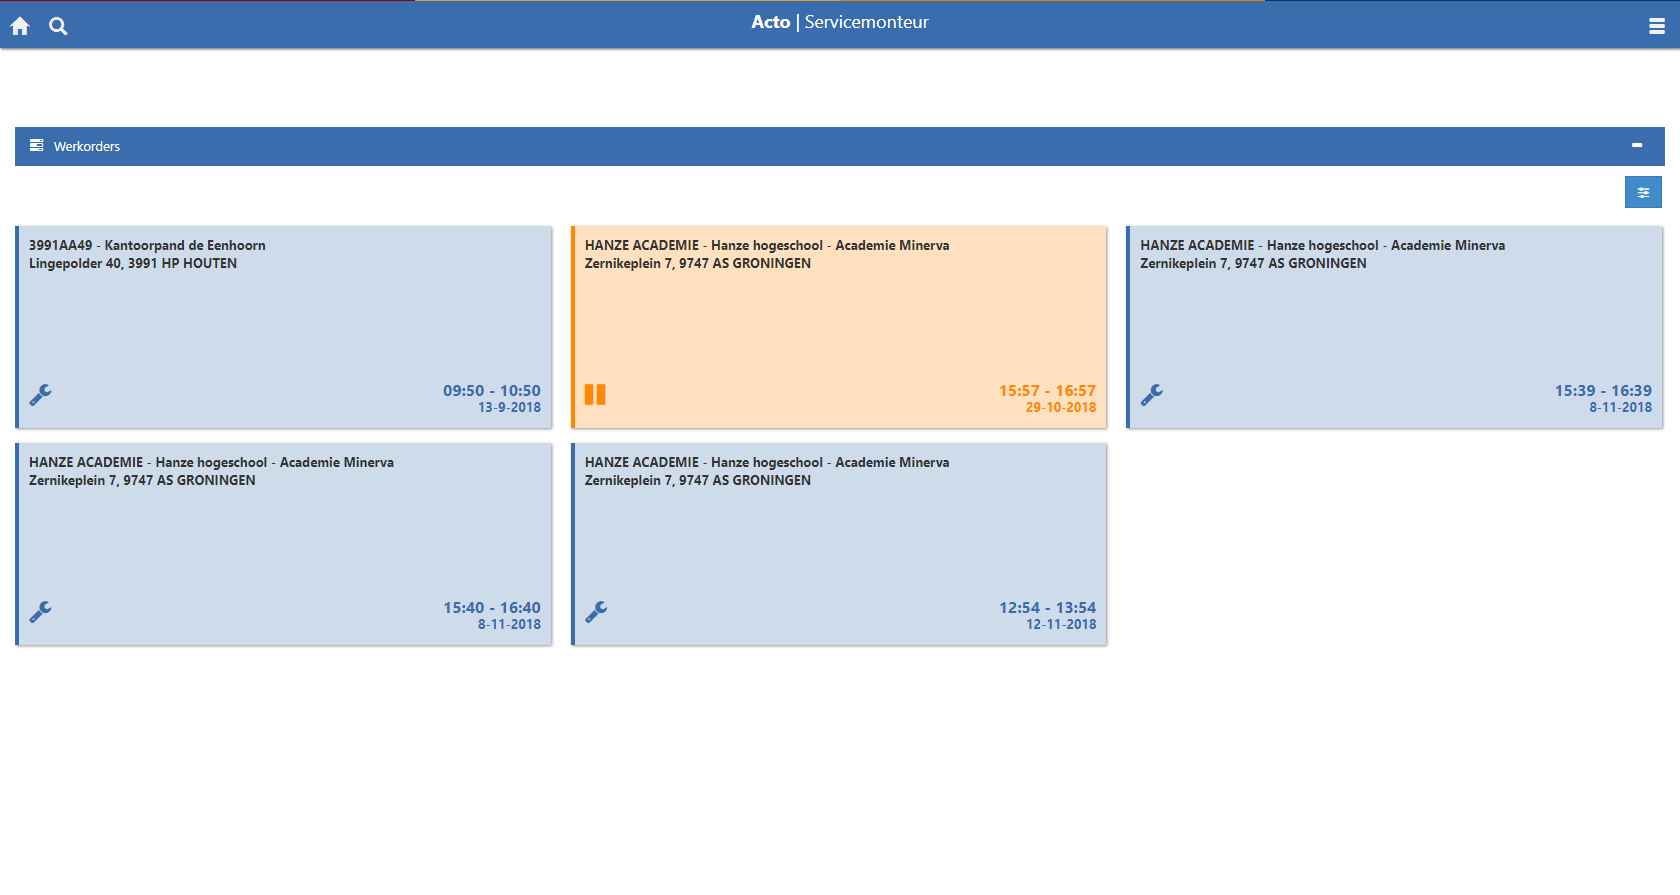 Acto | Servicemonteur
Werkorders
3991AA49 - Kantoorpand de Eenhoorn
Lingepolder 40, 3991 HP HOUTEN
09:50 - 10:50
13-9-2018
HANZE ACADEMIE - Hanze hogeschool - Academie Minerva
Zernikeplein 7, 9747 AS GRONINGEN
15:57 - 16:57
29-10-2018
HANZE ACADEMIE - Hanze hogeschool - Academie Minerva
Zernikeplein 7, 9747 AS GRONINGEN
15:39 - 16:39
8-11-2018
HANZE ACADEMIE - Hanze hogeschool - Academie Minerva
Zernikeplein 7, 9747 AS GRONINGEN
15:40 - 16:40
8-11-2018
HANZE ACADEMIE - Hanze hogeschool - Academie Minerva
Zernikeplein 7, 9747 AS GRONINGEN
12:54 - 13:54
12-11-2018